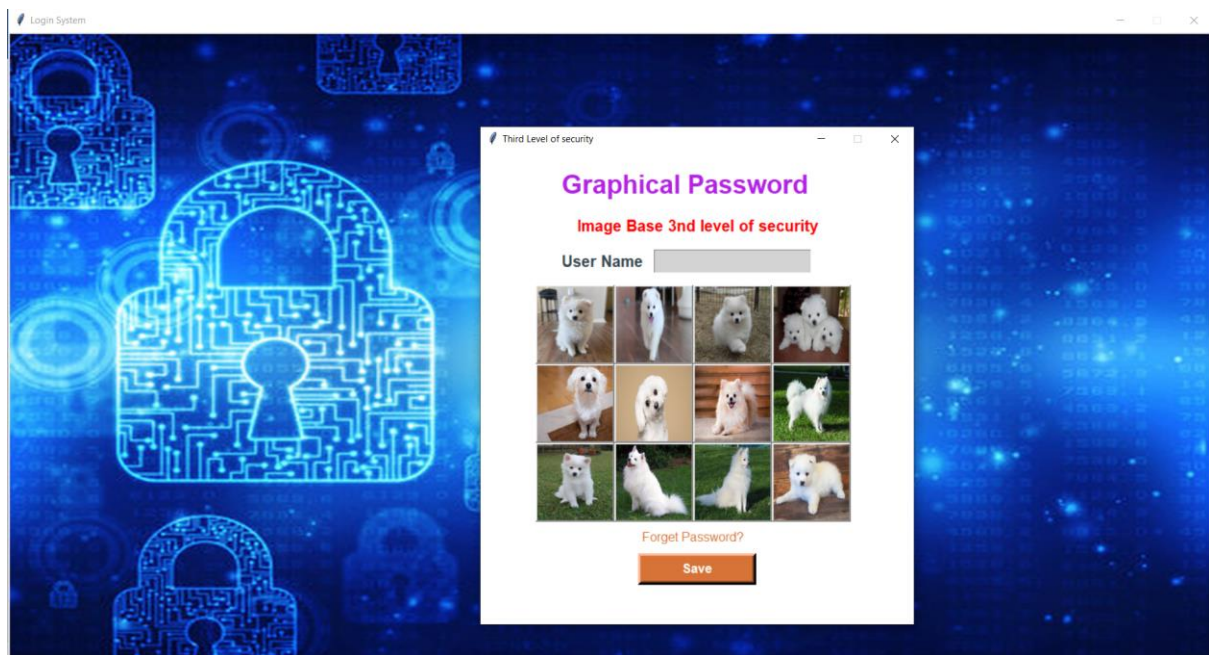 Login System
Third Level of security
Graphical Password
Image Base 3nd level of security
User Name
Forget Password?
Save